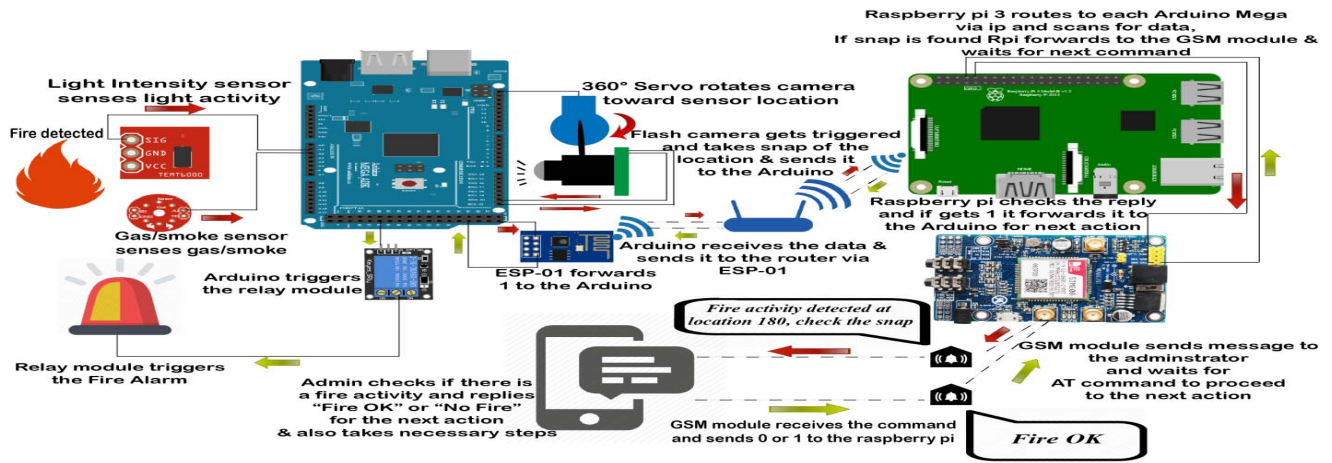 Raspberry pi 3 routes to each Arduino Mega
via ip and scans for data,
If snap is found Rpi forwards to the GSM module &
waits for next command
Light Intensity sensor
senses light activity
Fire detected
SIG
GND
VCC
TEMT6000
Gas/smoke sensor
senses gas/smoke
360° Servo rotates camera
toward sensor location
Flash camera gets triggered
and takes snap of the
location & sends it
to the Arduino
Raspberry pi checks the reply
and if gets 1 it forwards it to
the Arduino for next action
Arduino receives the data &
sends it to the router via
ESP-01
ESP-01 forwards
1 to the Arduino
Arduino triggers
the relay module
Relay module triggers
the Fire Alarm
Fire activity detected at
location 180, check the snap
GSM module sends message to
the adminstrator
and waits for
AT command to proceed
to the next action
Admin checks if there is
a fire activity and replies
“Fire OK” or “No Fire”
for the next action
& also takes necessary steps
GSM module receives the command
and sends 0 or 1 to the raspberry pi
Fire OK